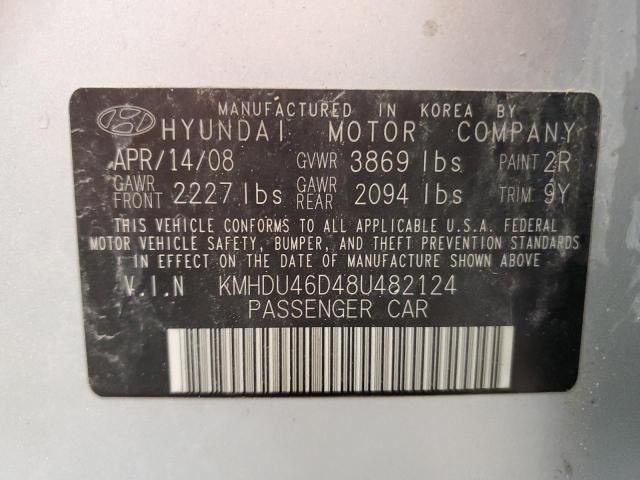 MANUFACTURED IN KOREA BY
HYUNDAI MOTOR COMPANY
APR/14/08 GVWR 3869 lbs PAINT 2R
GAWR FRONT 2227 lbs GAWR REAR 2094 lbs TRIM 9Y
THIS VEHICLE CONFORMS TO ALL APPLICABLE U.S.A. FEDERAL
MOTOR VEHICLE SAFETY, BUMPER, AND THEFT PREVENTION
STANDARDS IN EFFECT ON THE DATE OF MANUFACTURE SHOWN ABOVE.
V.I.N KMHDU46D48U482124
PASSENGER CAR